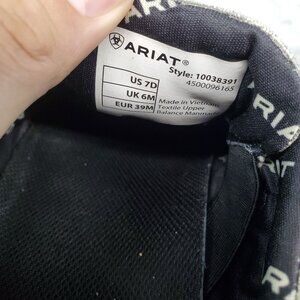 ARIAT®
Style: 10038391
4500096165
US 7D
UK 6M
EUR 39M
Made in Vietnam
Textile Upper
Balance Manmade
ARIAT
ARIAT